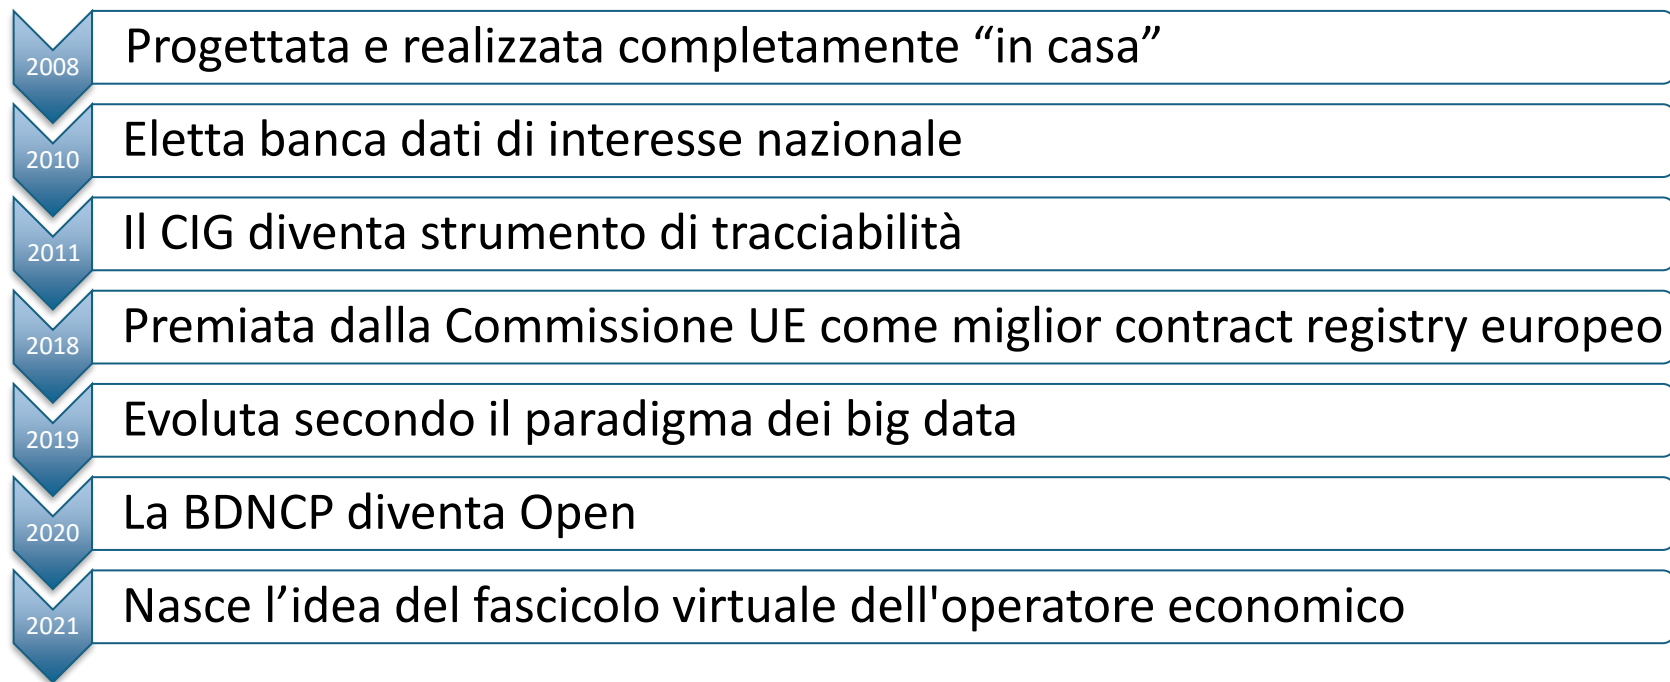 2008
Progettata e realizzata completamente “in casa”
2010
Eletta banca dati di interesse nazionale
2011
Il CIG diventa strumento di tracciabilità
2018
Premiata dalla Commissione UE come miglior contract registry europeo
2019
Evoluta secondo il paradigma dei big data
2020
La BDNCP diventa Open
2021
Nasce l’idea del fascicolo virtuale dell'operatore economico